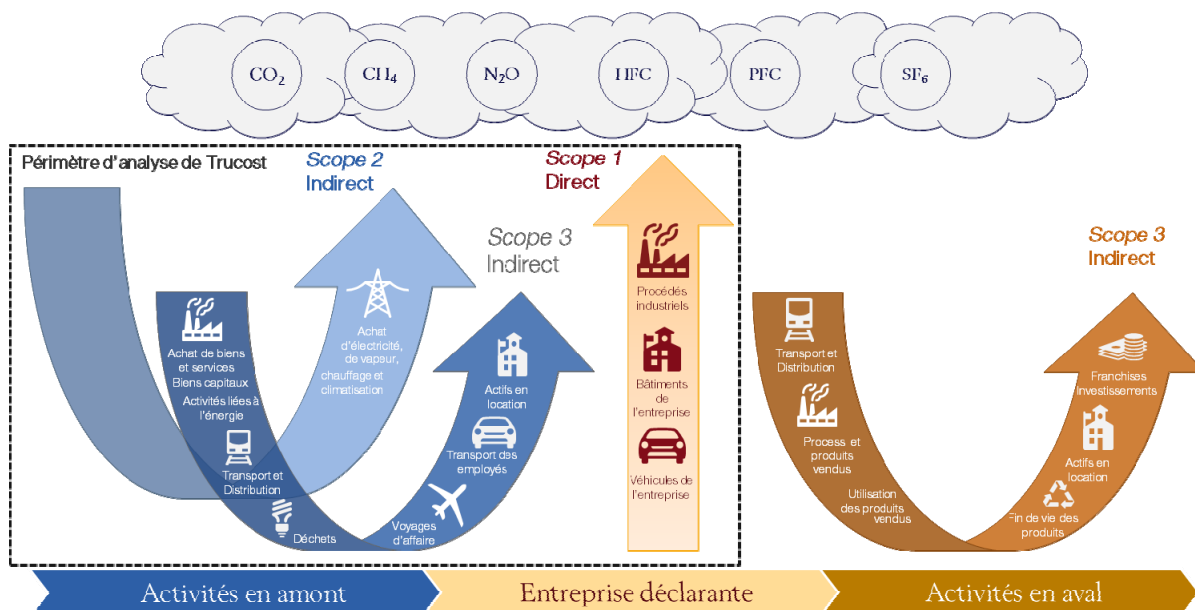 CO₂
CH₄
N₂O
HFC
PFC
SF₆
Périmètre d'analyse de Trucost
Scope 2
Indirect
Scope 1
Direct
Scope 3
Indirect
Scope 3
Indirect
Achat de biens
et services
Biens capitaux
Activités liées à
l'énergie
Transport et
Distribution
Déchets
Achat
d'électricité,
de vapeur,
chauffage et
climatisation
Actifs en
location
Transport des
employés
Voyages
d'affaire
Procédés
industriels
Bâtiments
de
l'entreprise
Véhicules de
l'entreprise
Transport et
Distribution
Process et
produits
vendus
Utilisation
des produits
vendus
Franchises
Investissements
Actifs en
location
Fin de vie des
produits
Activités en amont
Entreprise déclarante
Activités en aval